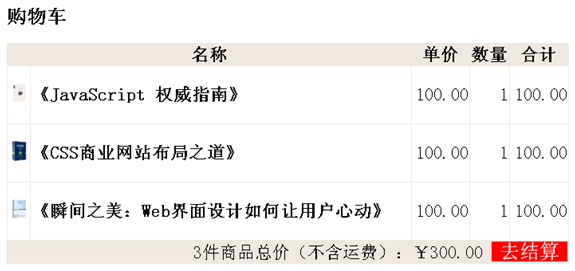 购物车
名称 单价 数量 合计
《JavaScript 权威指南》 100.00 1 100.00
《CSS商业网站布局之道》 100.00 1 100.00
《瞬间之美：Web界面设计如何让用户心动》 100.00 1 100.00
3件商品总价（不含运费）：￥300.00 去结算